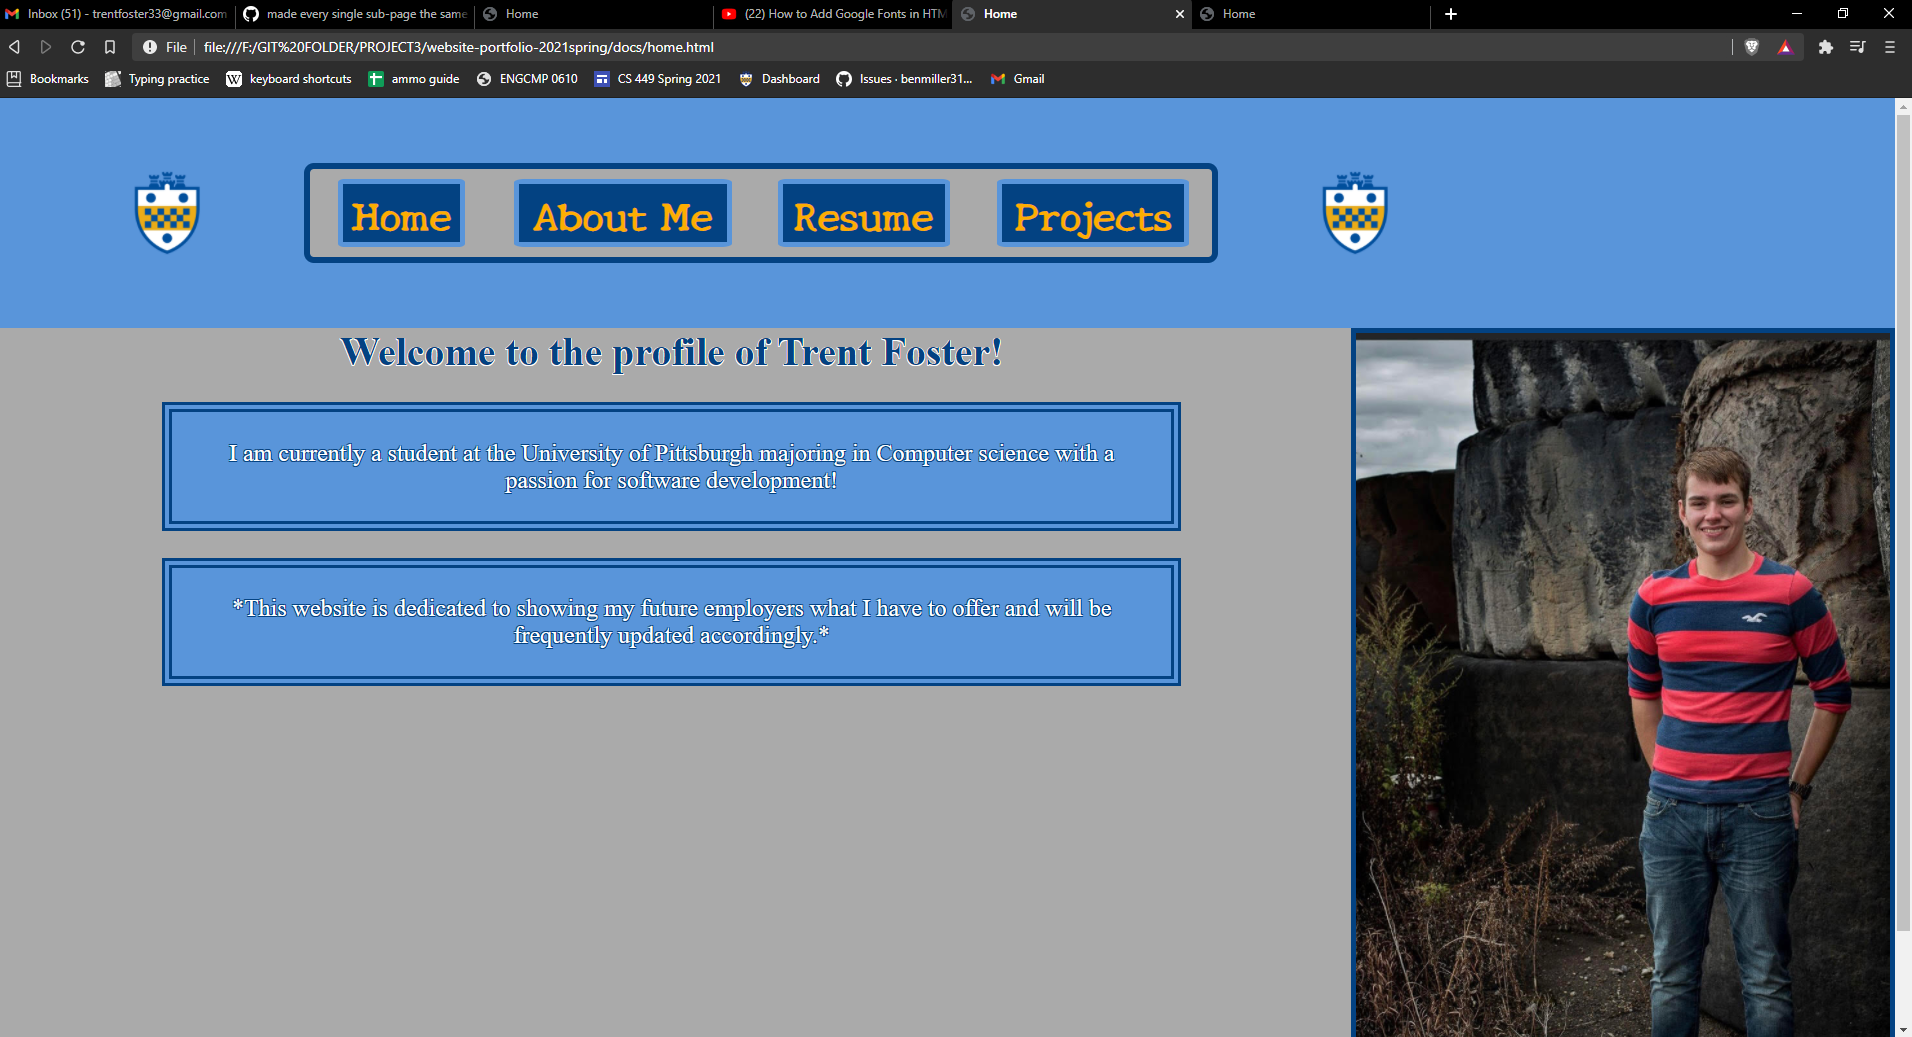 Inbox (51) - trentfoster33@gmail.com
made every single sub-page the same
Home
(22) How to Add Google Fonts in HTM
Home
Home
File
file:///F:/GIT%20FOLDER/PROJECT3/website-portfolio-2021spring/docs/home.html
Bookmarks
Typing practice
W
keyboard shortcuts
ammo guide
ENGCMP 0610
CS 449 Spring 2021
Dashboard
Issues · benmiller31...
Gmail
Home
About Me
Resume
Projects
Welcome to the profile of Trent Foster!
I am currently a student at the University of Pittsburgh majoring in Computer science with a
passion for software development!
*This website is dedicated to showing my future employers what I have to offer and will be
frequently updated accordingly.*